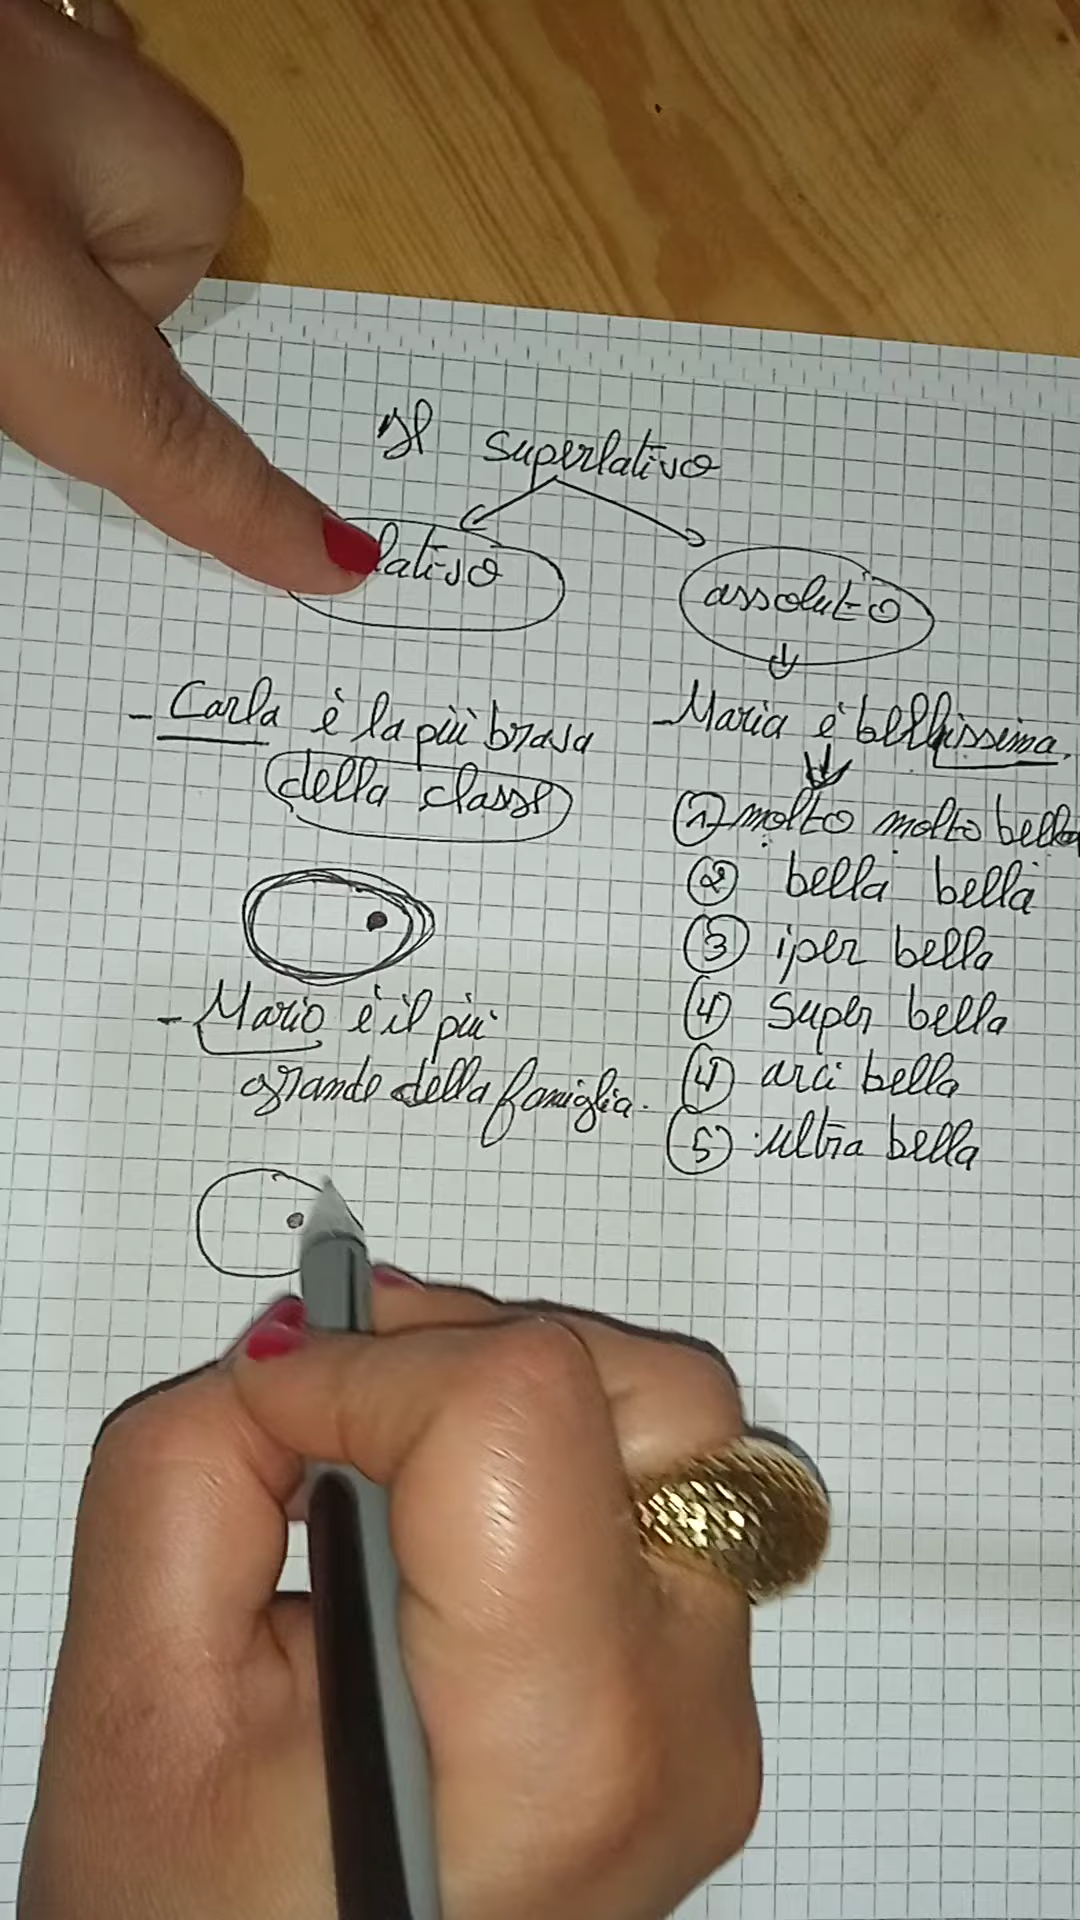 Il superlativo
lativo
assoluto
- Carla è la più brava
della classe
- Mario è il più
grande della famiglia.
- Maria è bellissima.
① molto molto bella
② bella bella
③ iper bella
④ super bella
④ arci bella
⑤ ultra bella